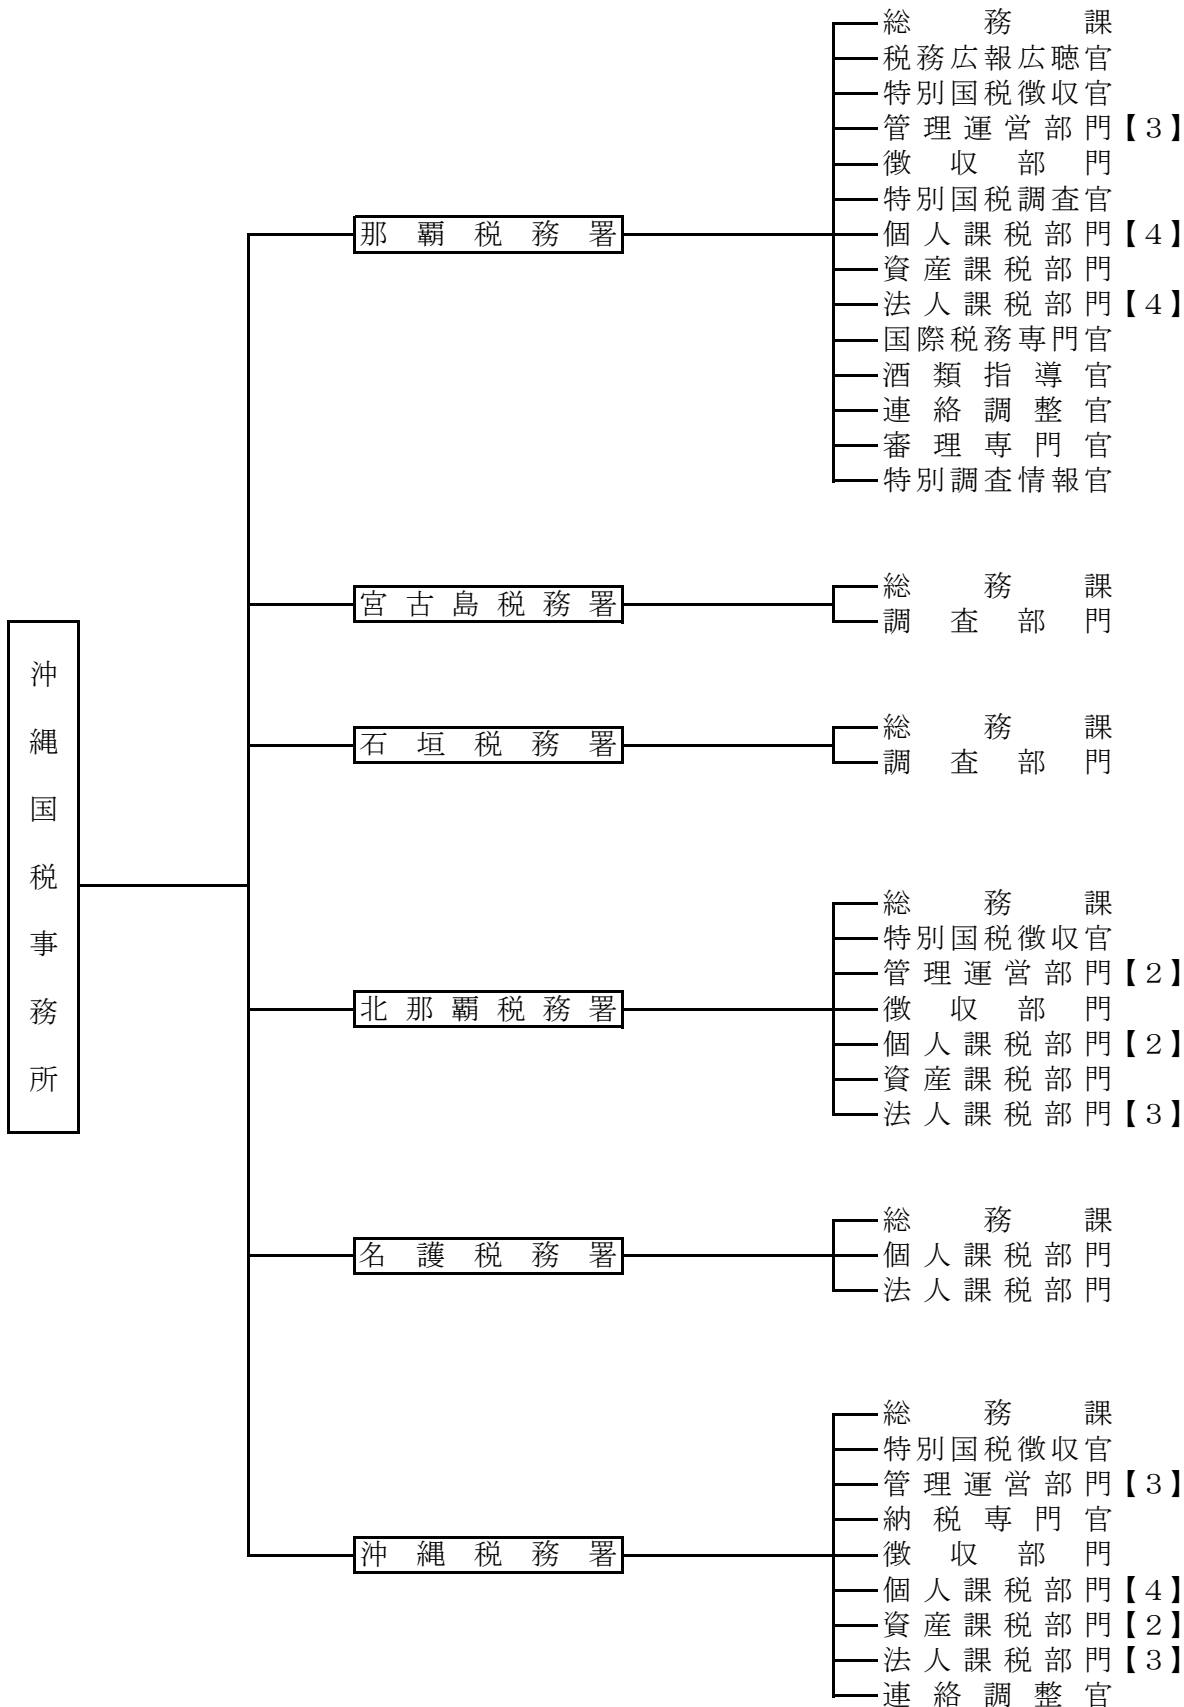 沖縄国税事務所
那覇税務署
総務課
税務広報広聴官
特別国税徴収官
管理運営部門【3】
徴収部門
特別国税調査官
個人課税部門【4】
資産課税部門
法人課税部門【4】
国際税務専門官
酒類指導官
連絡調整官
審理専門官
特別調査情報官
宮古島税務署
総務課
調査部門
石垣税務署
総務課
調査部門
北那覇税務署
総務課
特別国税徴収官
管理運営部門【2】
徴収部門
個人課税部門【2】
資産課税部門
法人課税部門【3】
名護税務署
総務課
個人課税部門
法人課税部門
沖縄税務署
総務課
特別国税徴収官
管理運営部門【3】
納税専門官
徴収部門
個人課税部門【4】
資産課税部門【2】
法人課税部門【3】
連絡調整官